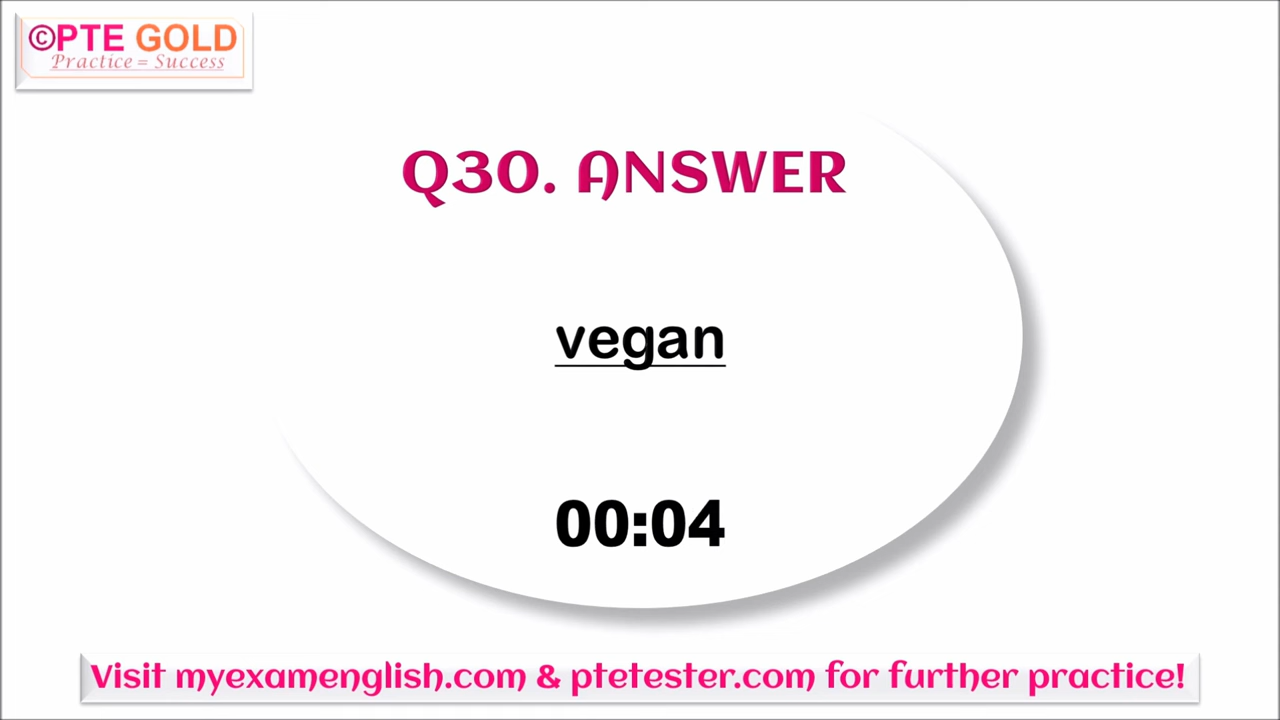 ©PTE GOLD
Practice = Success
Q30. ANSWER
vegan
00:04
Visit myexamenglish.com & ptetester.com for further practice!